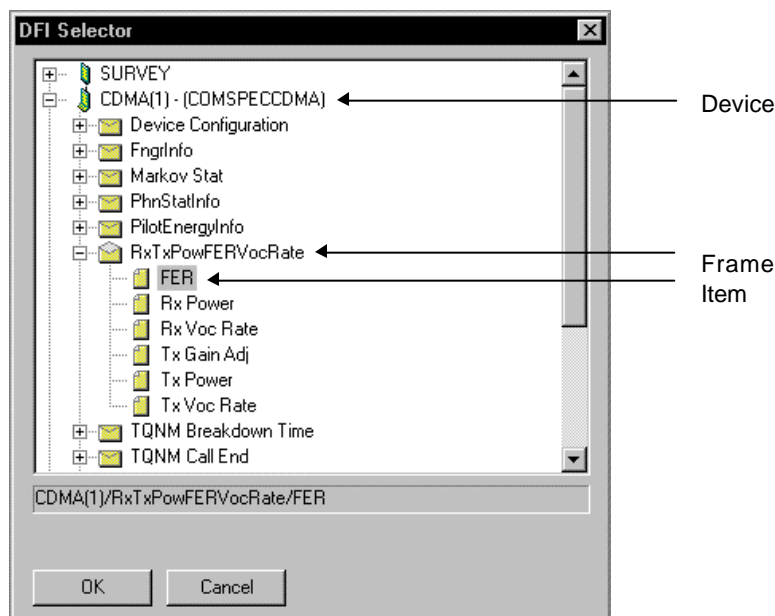 DFI Selector
SURVEY
CDMA(1) - (COMSPECCDMA)
Device
Device Configuration
FngrInfo
Markov Stat
PhnStatInfo
PilotEnergyInfo
RxTxPowFERVocRate
Frame
FER
Item
Rx Power
Rx Voc Rate
Tx Gain Adj
Tx Power
Tx Voc Rate
TQNM Breakdown Time
TQNM Call End
CDMA(1)/RxTxPowFERVocRate/FER
OK
Cancel